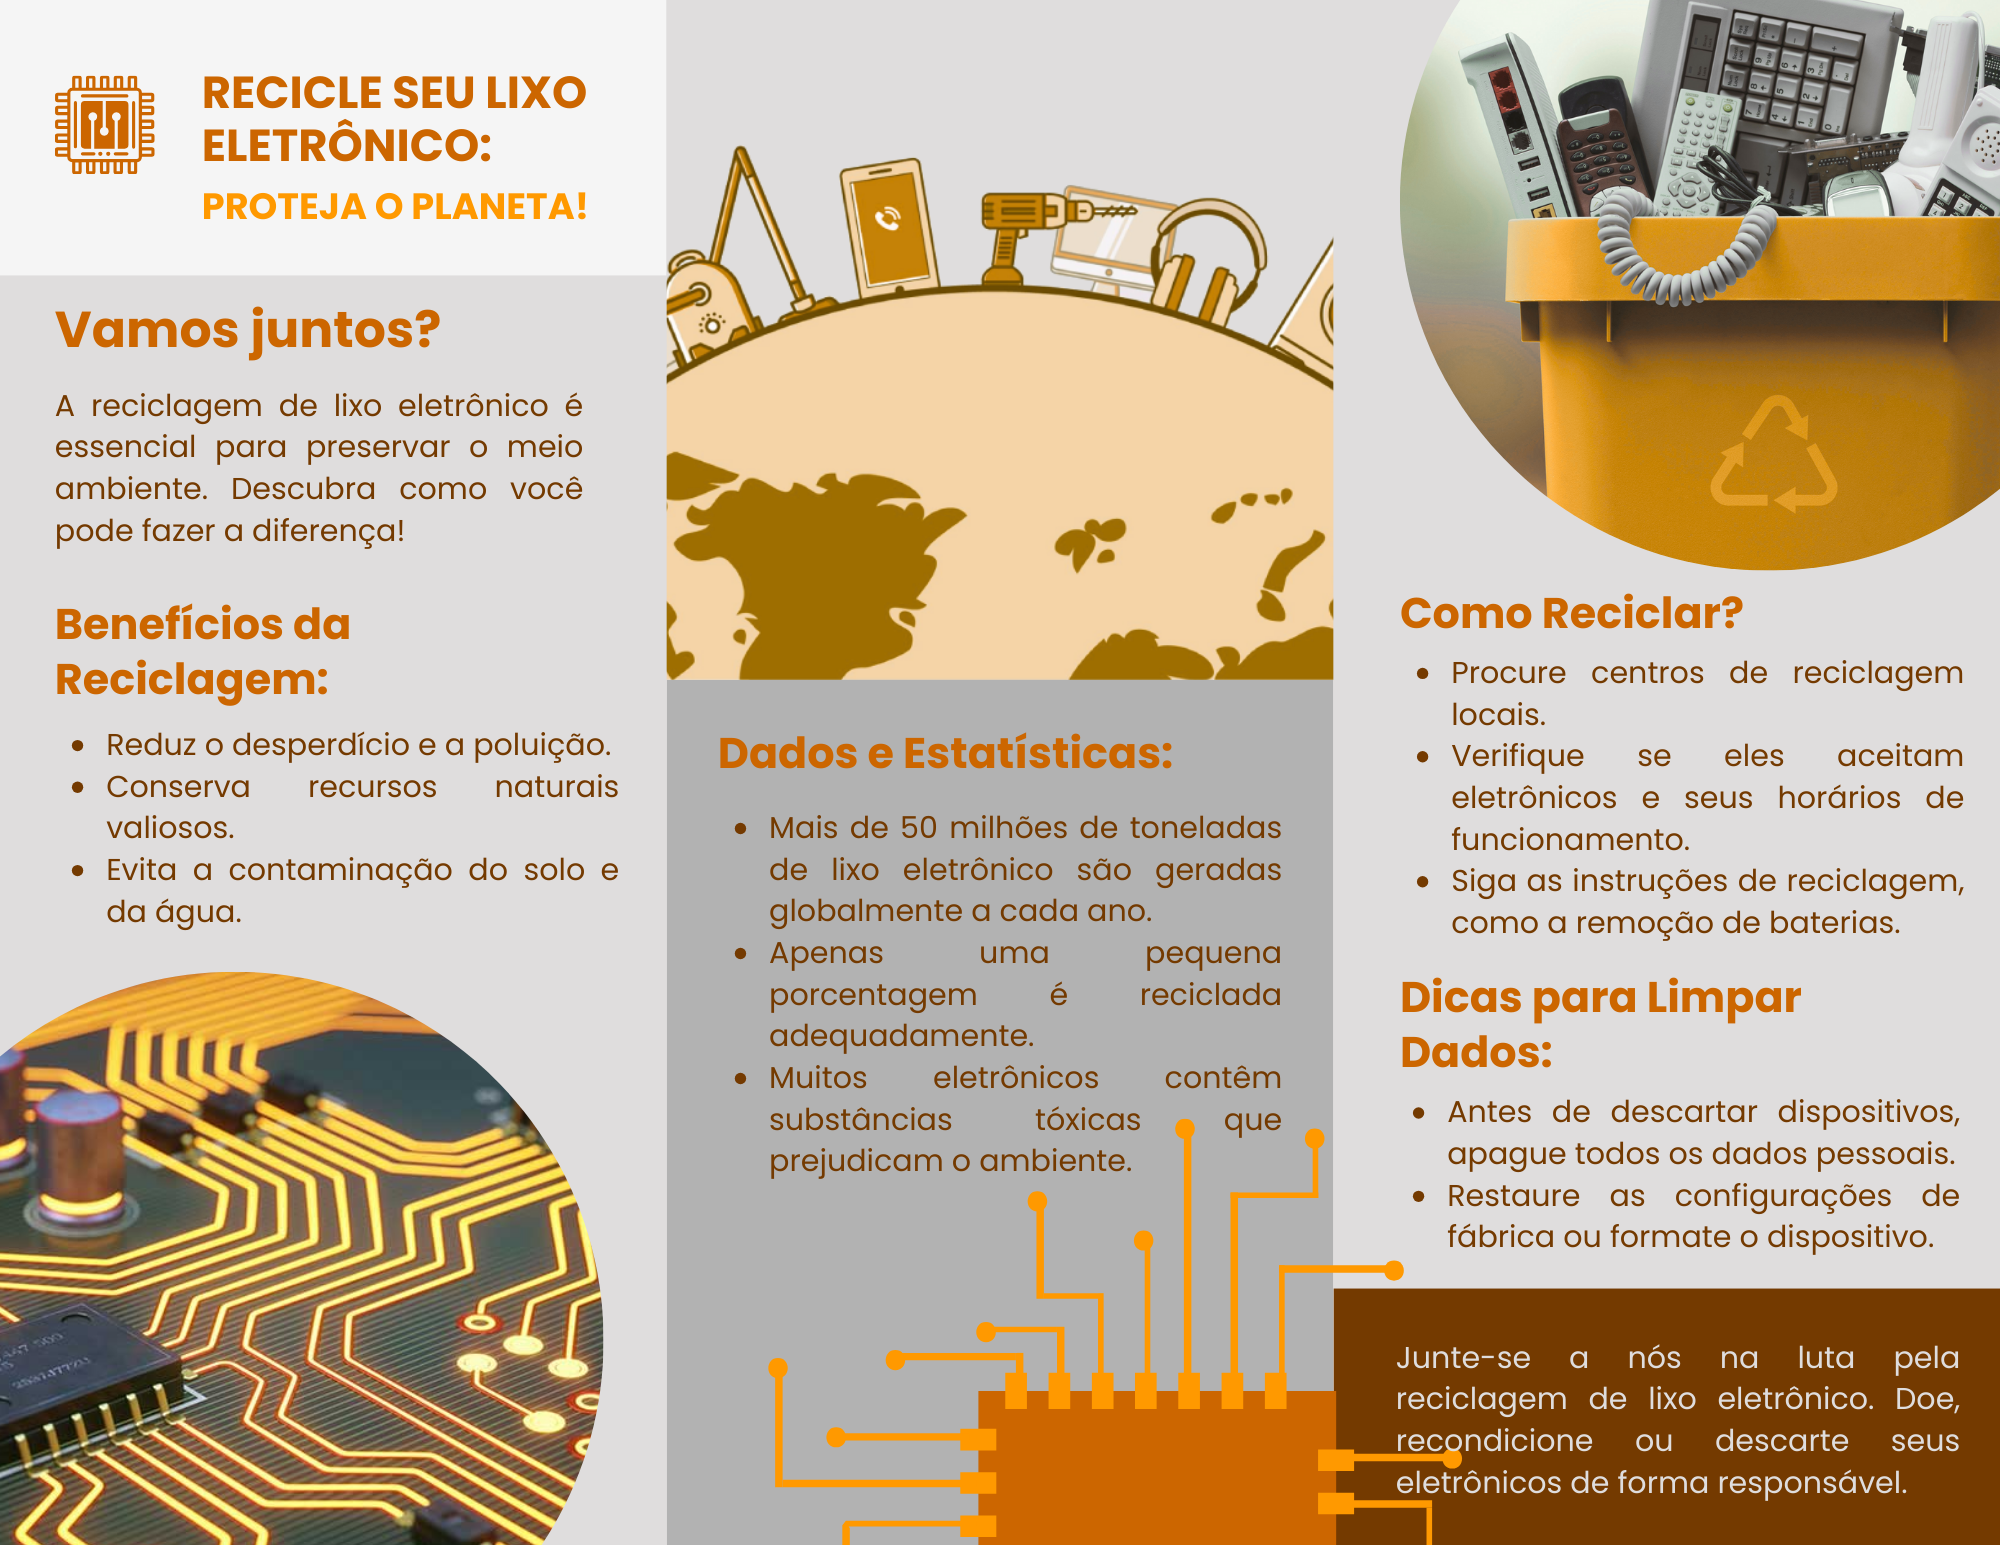 RECICLE SEU LIXO
ELETRÔNICO:
PROTEJA O PLANETA!
Vamos juntos?
A reciclagem de lixo eletrônico é
essencial para preservar o meio
ambiente. Descubra como você
pode fazer a diferença!
Benefícios da
Reciclagem:
• Reduz o desperdício e a poluição.
• Conserva recursos naturais
valiosos.
• Evita a contaminação do solo e
da água.
Dados e Estatísticas:
• Mais de 50 milhões de toneladas
de lixo eletrônico são geradas
globalmente a cada ano.
• Apenas uma pequena
porcentagem é reciclada
adequadamente.
• Muitos eletrônicos contêm
substâncias tóxicas que
prejudicam o ambiente.
Como Reciclar?
• Procure centros de reciclagem
locais.
• Verifique se eles aceitam
eletrônicos e seus horários de
funcionamento.
• Siga as instruções de reciclagem,
como a remoção de baterias.
Dicas para Limpar
Dados:
• Antes de descartar dispositivos,
apague todos os dados pessoais.
• Restaure as configurações de
fábrica ou formate o dispositivo.
Junte-se a nós na luta pela
reciclagem de lixo eletrônico. Doe,
recondicione ou descarte seus
eletrônicos de forma responsável.